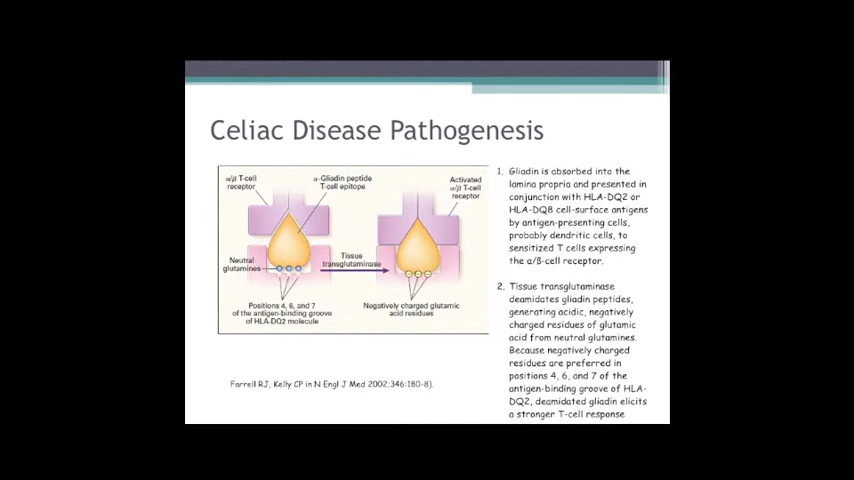 Celiac Disease Pathogenesis
α/β T-cell
receptor
α-Gliadin peptide
T-cell epitope
Activated
α/β T-cell
receptor
Neutral
glutamines
Tissue
transglutaminase
Positions 4, 6, and 7
of the antigen-binding groove
of HLA-DQ2 molecule
Negatively charged glutamic
acid residues
Farrell RJ, Kelly CP in N Engl J Med 2002;346:180-8).
1. Gliadin is absorbed into the
lamina propria and presented in
conjunction with HLA-DQ2 or
HLA-DQ8 cell-surface antigens
by antigen-presenting cells,
probably dendritic cells, to
sensitized T cells expressing
the α/ß-cell receptor.
2. Tissue transglutaminase
deamidates gliadin peptides,
generating acidic, negatively
charged residues of glutamic
acid from neutral glutamines.
Because negatively charged
residues are preferred in
positions 4, 6, and 7 of the
antigen-binding groove of HLA-
DQ2, deamidated gliadin elicits
a stronger T-cell response